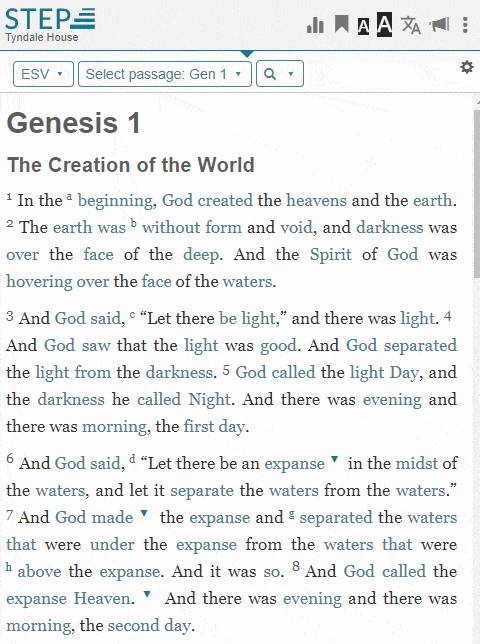 STEP
Tyndale House
A A
ESV Select passage: Gen 1
Genesis 1
The Creation of the World
1 In the a beginning, God created the heavens and the earth.
2 The earth was b without form and void, and darkness was
over the face of the deep. And the Spirit of God was
hovering over the face of the waters.
3 And God said, c “Let there be light,” and there was light. 4
And God saw that the light was good. And God separated
the light from the darkness. 5 God called the light Day, and
the darkness he called Night. And there was evening and
there was morning, the first day.
6 And God said, d “Let there be an expanse in the midst of
the waters, and let it separate the waters from the waters.”
7 And God made the expanse and g separated the waters
that were under the expanse from the waters that were
h above the expanse. And it was so. 8 And God called the
expanse Heaven. And there was evening and there was
morning, the second day.